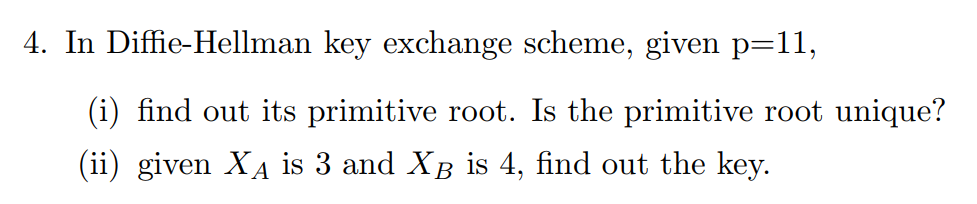 4. In Diffie-Hellman key exchange scheme, given p=11,
(i) find out its primitive root. Is the primitive root unique?
(ii) given X_A is 3 and X_B is 4, find out the key.